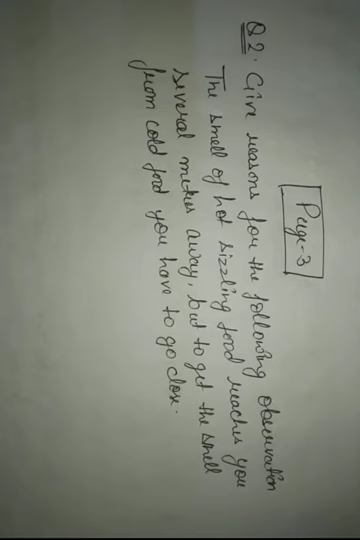 Page-3
Q2. Give reasons for the following observation
The smell of hot sizzling food reaches you
several metres away, but to get the smell
from cold food you have to go close.